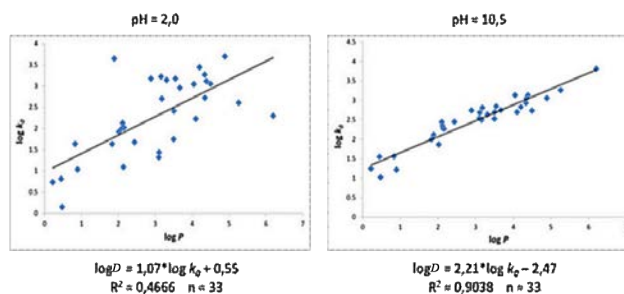 pH = 2,0
4
3.5
3
2.5
2
1.5
1
0.5
0
log k₀
0 1 2 3 4 5 6 7
log P
logD = 1,07*log k₀ + 0,55
R² = 0,4666 n = 33
pH = 10,5
4.5
4
3.5
3
2.5
2
1.5
1
0.5
0
log k₀
0 1 2 3 4 5 6 7
log P
logD = 2,21*log k₀ − 2,47
R² = 0,9038 n = 33